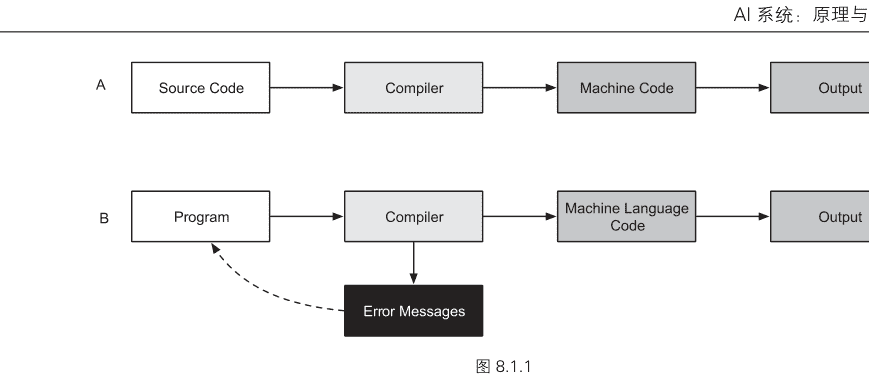 AI 系统：原理与
A
Source Code
Compiler
Machine Code
Output
B
Program
Compiler
Machine Language
Code
Output
Error Messages
图 8.1.1